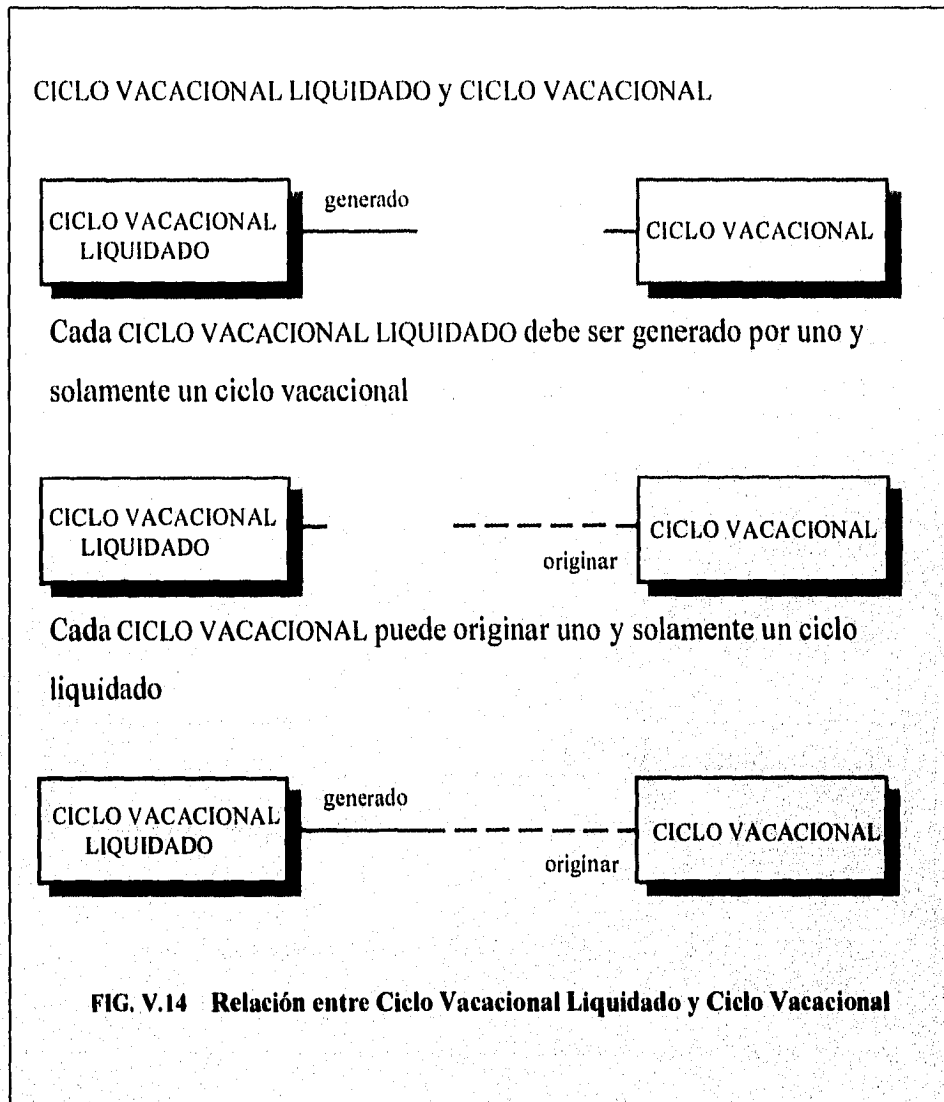 CICLO VACACIONAL LIQUIDADO y CICLO VACACIONAL
CICLO VACACIONAL
LIQUIDADO
generado
CICLO VACACIONAL
Cada CICLO VACACIONAL LIQUIDADO debe ser generado por uno y
solamente un ciclo vacacional
CICLO VACACIONAL
LIQUIDADO
originar
CICLO VACACIONAL
Cada CICLO VACACIONAL puede originar uno y solamente un ciclo
liquidado
CICLO VACACIONAL
LIQUIDADO
generado
originar
CICLO VACACIONAL
FIG. V.14 Relación entre Ciclo Vacacional Liquidado y Ciclo Vacacional